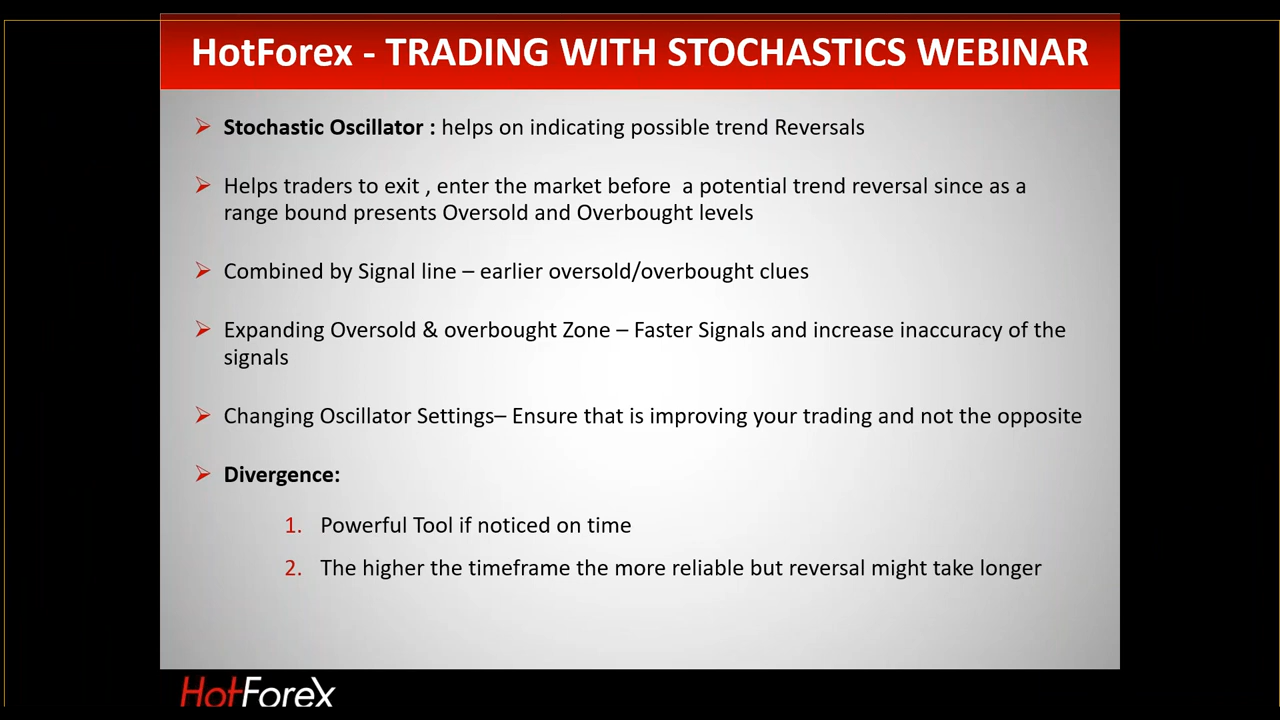 HotForex - TRADING WITH STOCHASTICS WEBINAR
Stochastic Oscillator : helps on indicating possible trend Reversals
Helps traders to exit , enter the market before  a potential trend reversal since as a
range bound presents Oversold and Overbought levels
Combined by Signal line – earlier oversold/overbought clues
Expanding Oversold & overbought Zone – Faster Signals and increase inaccuracy of the
signals
Changing Oscillator Settings– Ensure that is improving your trading and not the opposite
Divergence:
1. Powerful Tool if noticed on time
2. The higher the timeframe the more reliable but reversal might take longer
HotForex